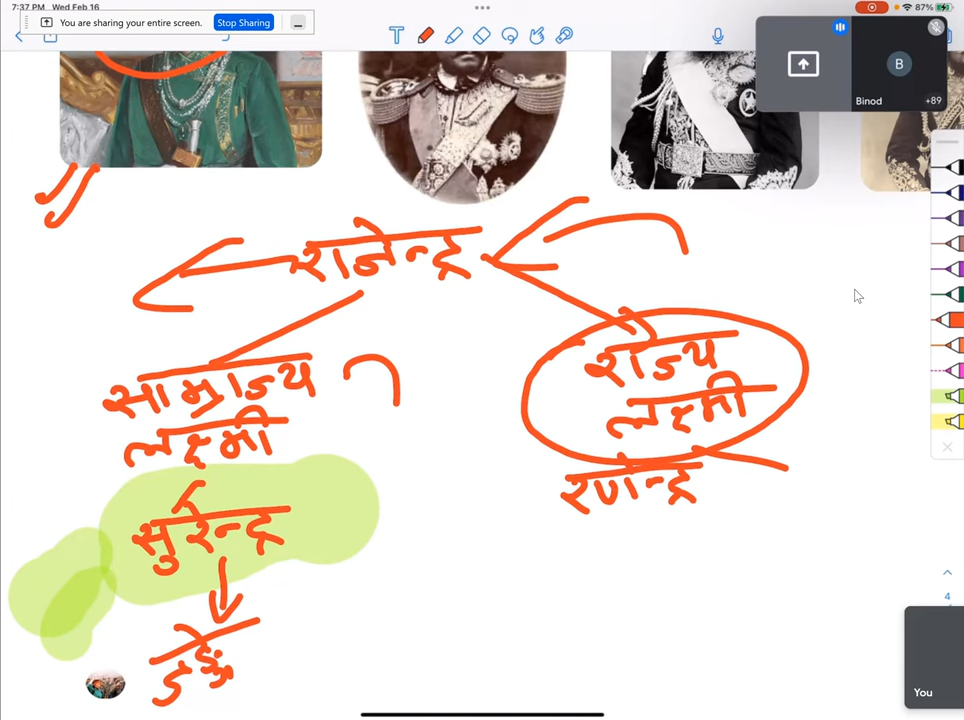 7:37 PM Wed Feb 16
87%
You are sharing your entire screen.
Stop Sharing
B
Binod
+89
राजेन्द्र
साम्राज्य
लक्ष्मी
राज्य
लक्ष्मी
रणेन्द्र
सुरेन्द्र
4
You